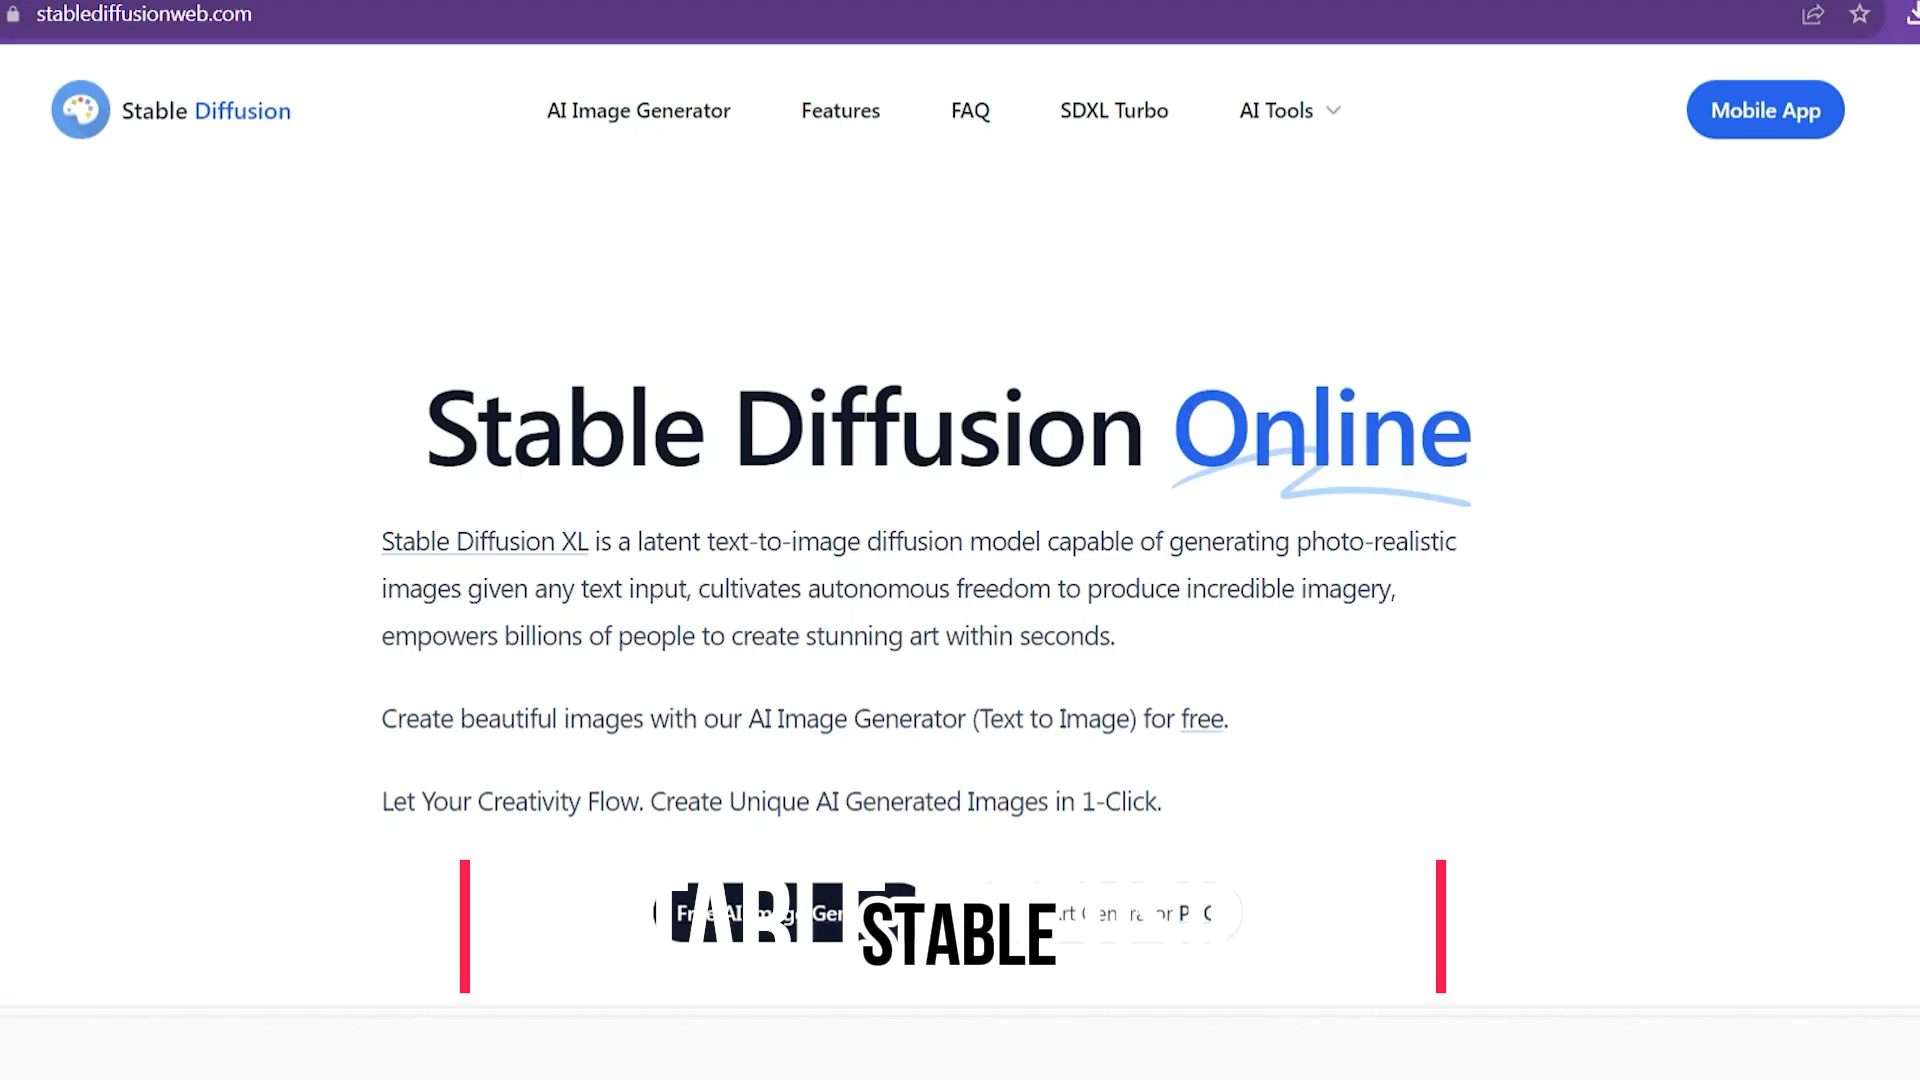 stablediffusionweb.com
Stable Diffusion
AI Image Generator
Features
FAQ
SDXL Turbo
AI Tools
Mobile App
Stable Diffusion Online
Stable Diffusion XL is a latent text-to-image diffusion model capable of generating photo-realistic
images given any text input, cultivates autonomous freedom to produce incredible imagery,
empowers billions of people to create stunning art within seconds.
Create beautiful images with our AI Image Generator (Text to Image) for free.
Let Your Creativity Flow. Create Unique AI Generated Images in 1-Click.
STABLE